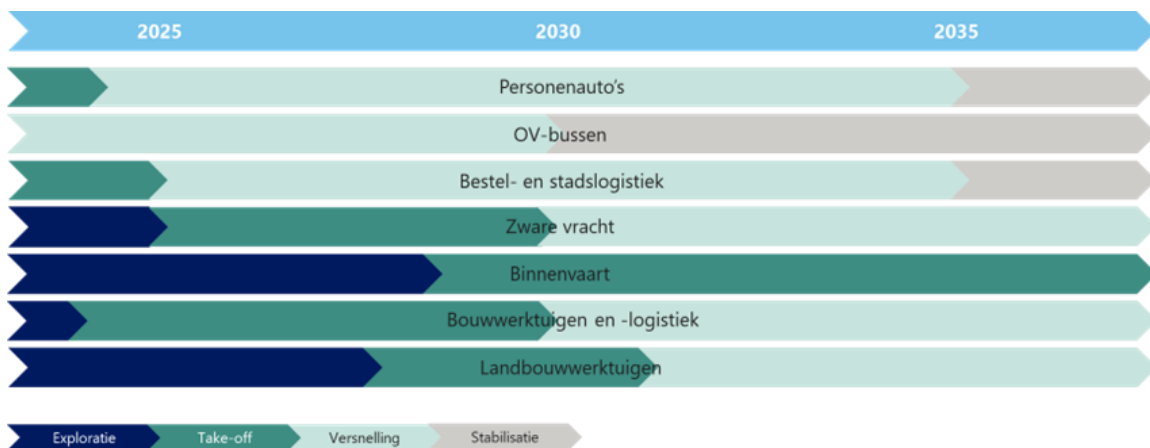 2025 2030 2035
Personenauto's
OV-bussen
Bestel- en stadslogistiek
Zware vracht
Binnenvaart
Bouwwerktuigen en -logistiek
Landbouwwerktuigen
Exploratie Take-off Versnelling Stabilisatie